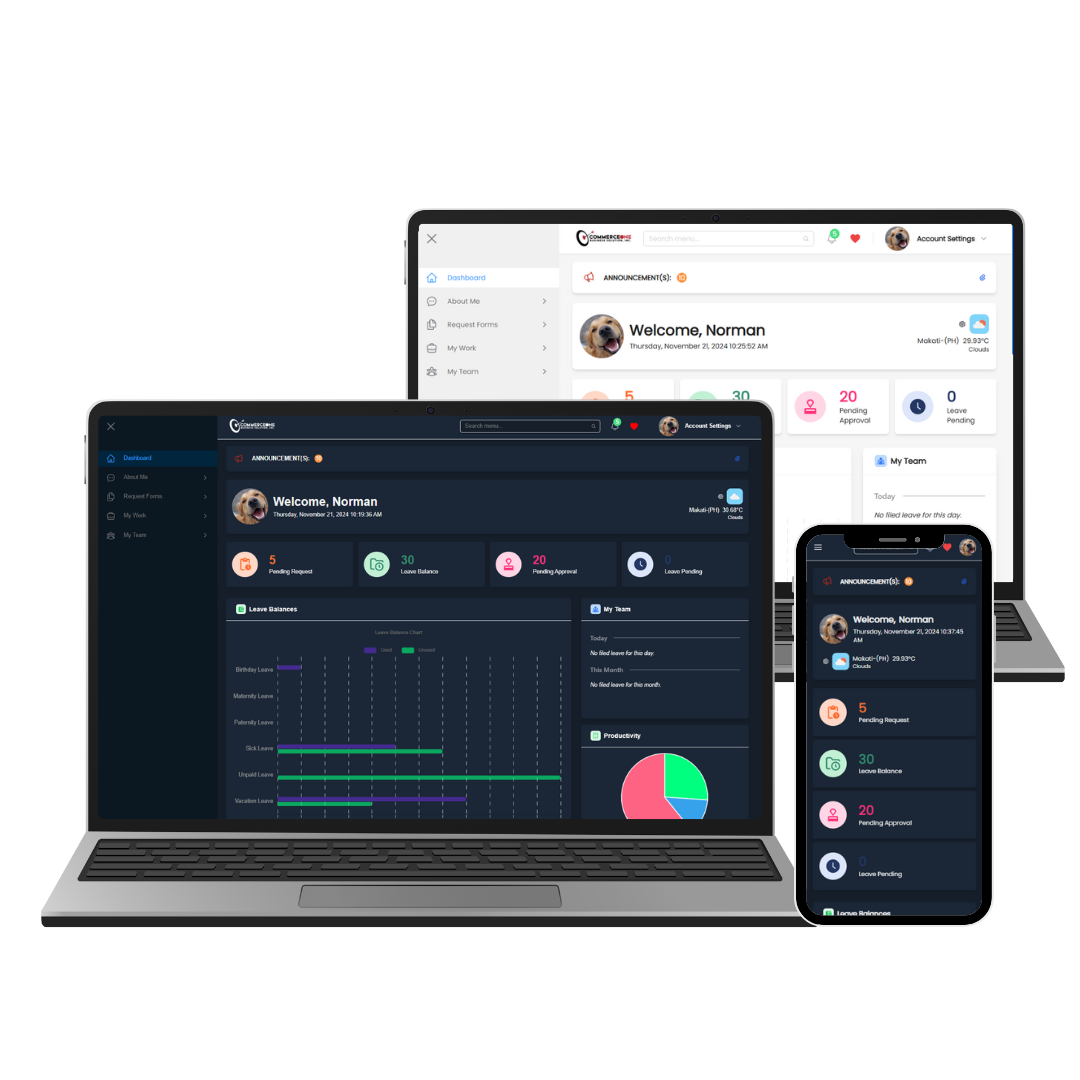 COMMERCEONE
BUSINESS SOLUTION, INC.
Search menu...
5
Account Settings
Dashboard
About Me
Request Forms
My Work
My Team
ANNOUNCEMENT(S): 10
Welcome, Norman
Thursday, November 21, 2024 10:25:52 AM
Makati-(PH) 29.93°C
Clouds
5
30
20
Pending
Approval
0
Leave
Pending
My Team
Today
No filed leave for this day.
COMMERCEONE
BUSINESS SOLUTION, INC.
Search menu...
5
Account Settings
Dashboard
About Me
Request Forms
My Work
My Team
ANNOUNCEMENT(S): 10
Welcome, Norman
Thursday, November 21, 2024 10:19:36 AM
Makati-(PH) 30.68°C
Clouds
5
Pending Request
30
Leave Balance
20
Pending Approval
0
Leave Pending
Leave Balances
Leave Balance Chart
Used
Unused
Birthday Leave
Maternity Leave
Paternity Leave
Sick Leave
Unpaid Leave
Vacation Leave
My Team
Today
No filed leave for this day.
This Month
No filed leave for this month.
Productivity
ANNOUNCEMENT(S): 10
Welcome, Norman
Thursday, November 21, 2024 10:37:45
AM
Makati-(PH) 29.93°C
Clouds
5
Pending Request
30
Leave Balance
20
Pending Approval
0
Leave Pending
Leave Balances